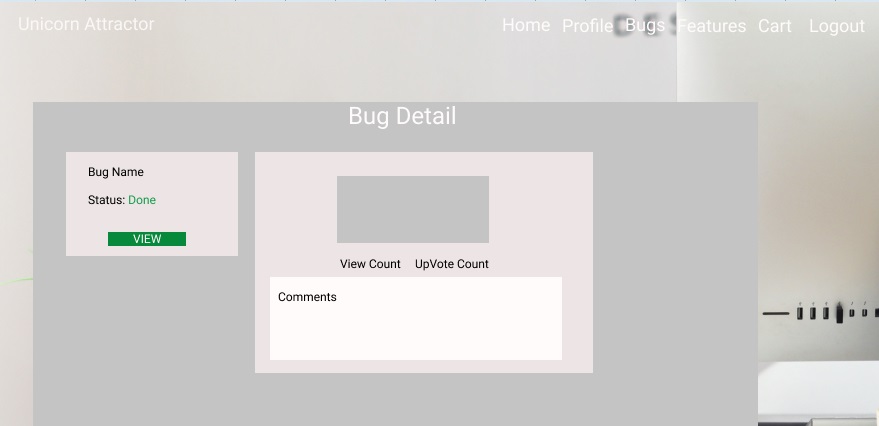 Unicorn Attractor
Home Profile Bugs Features Cart Logout
Bug Detail
Bug Name
Status: Done
VIEW
View Count UpVote Count
Comments